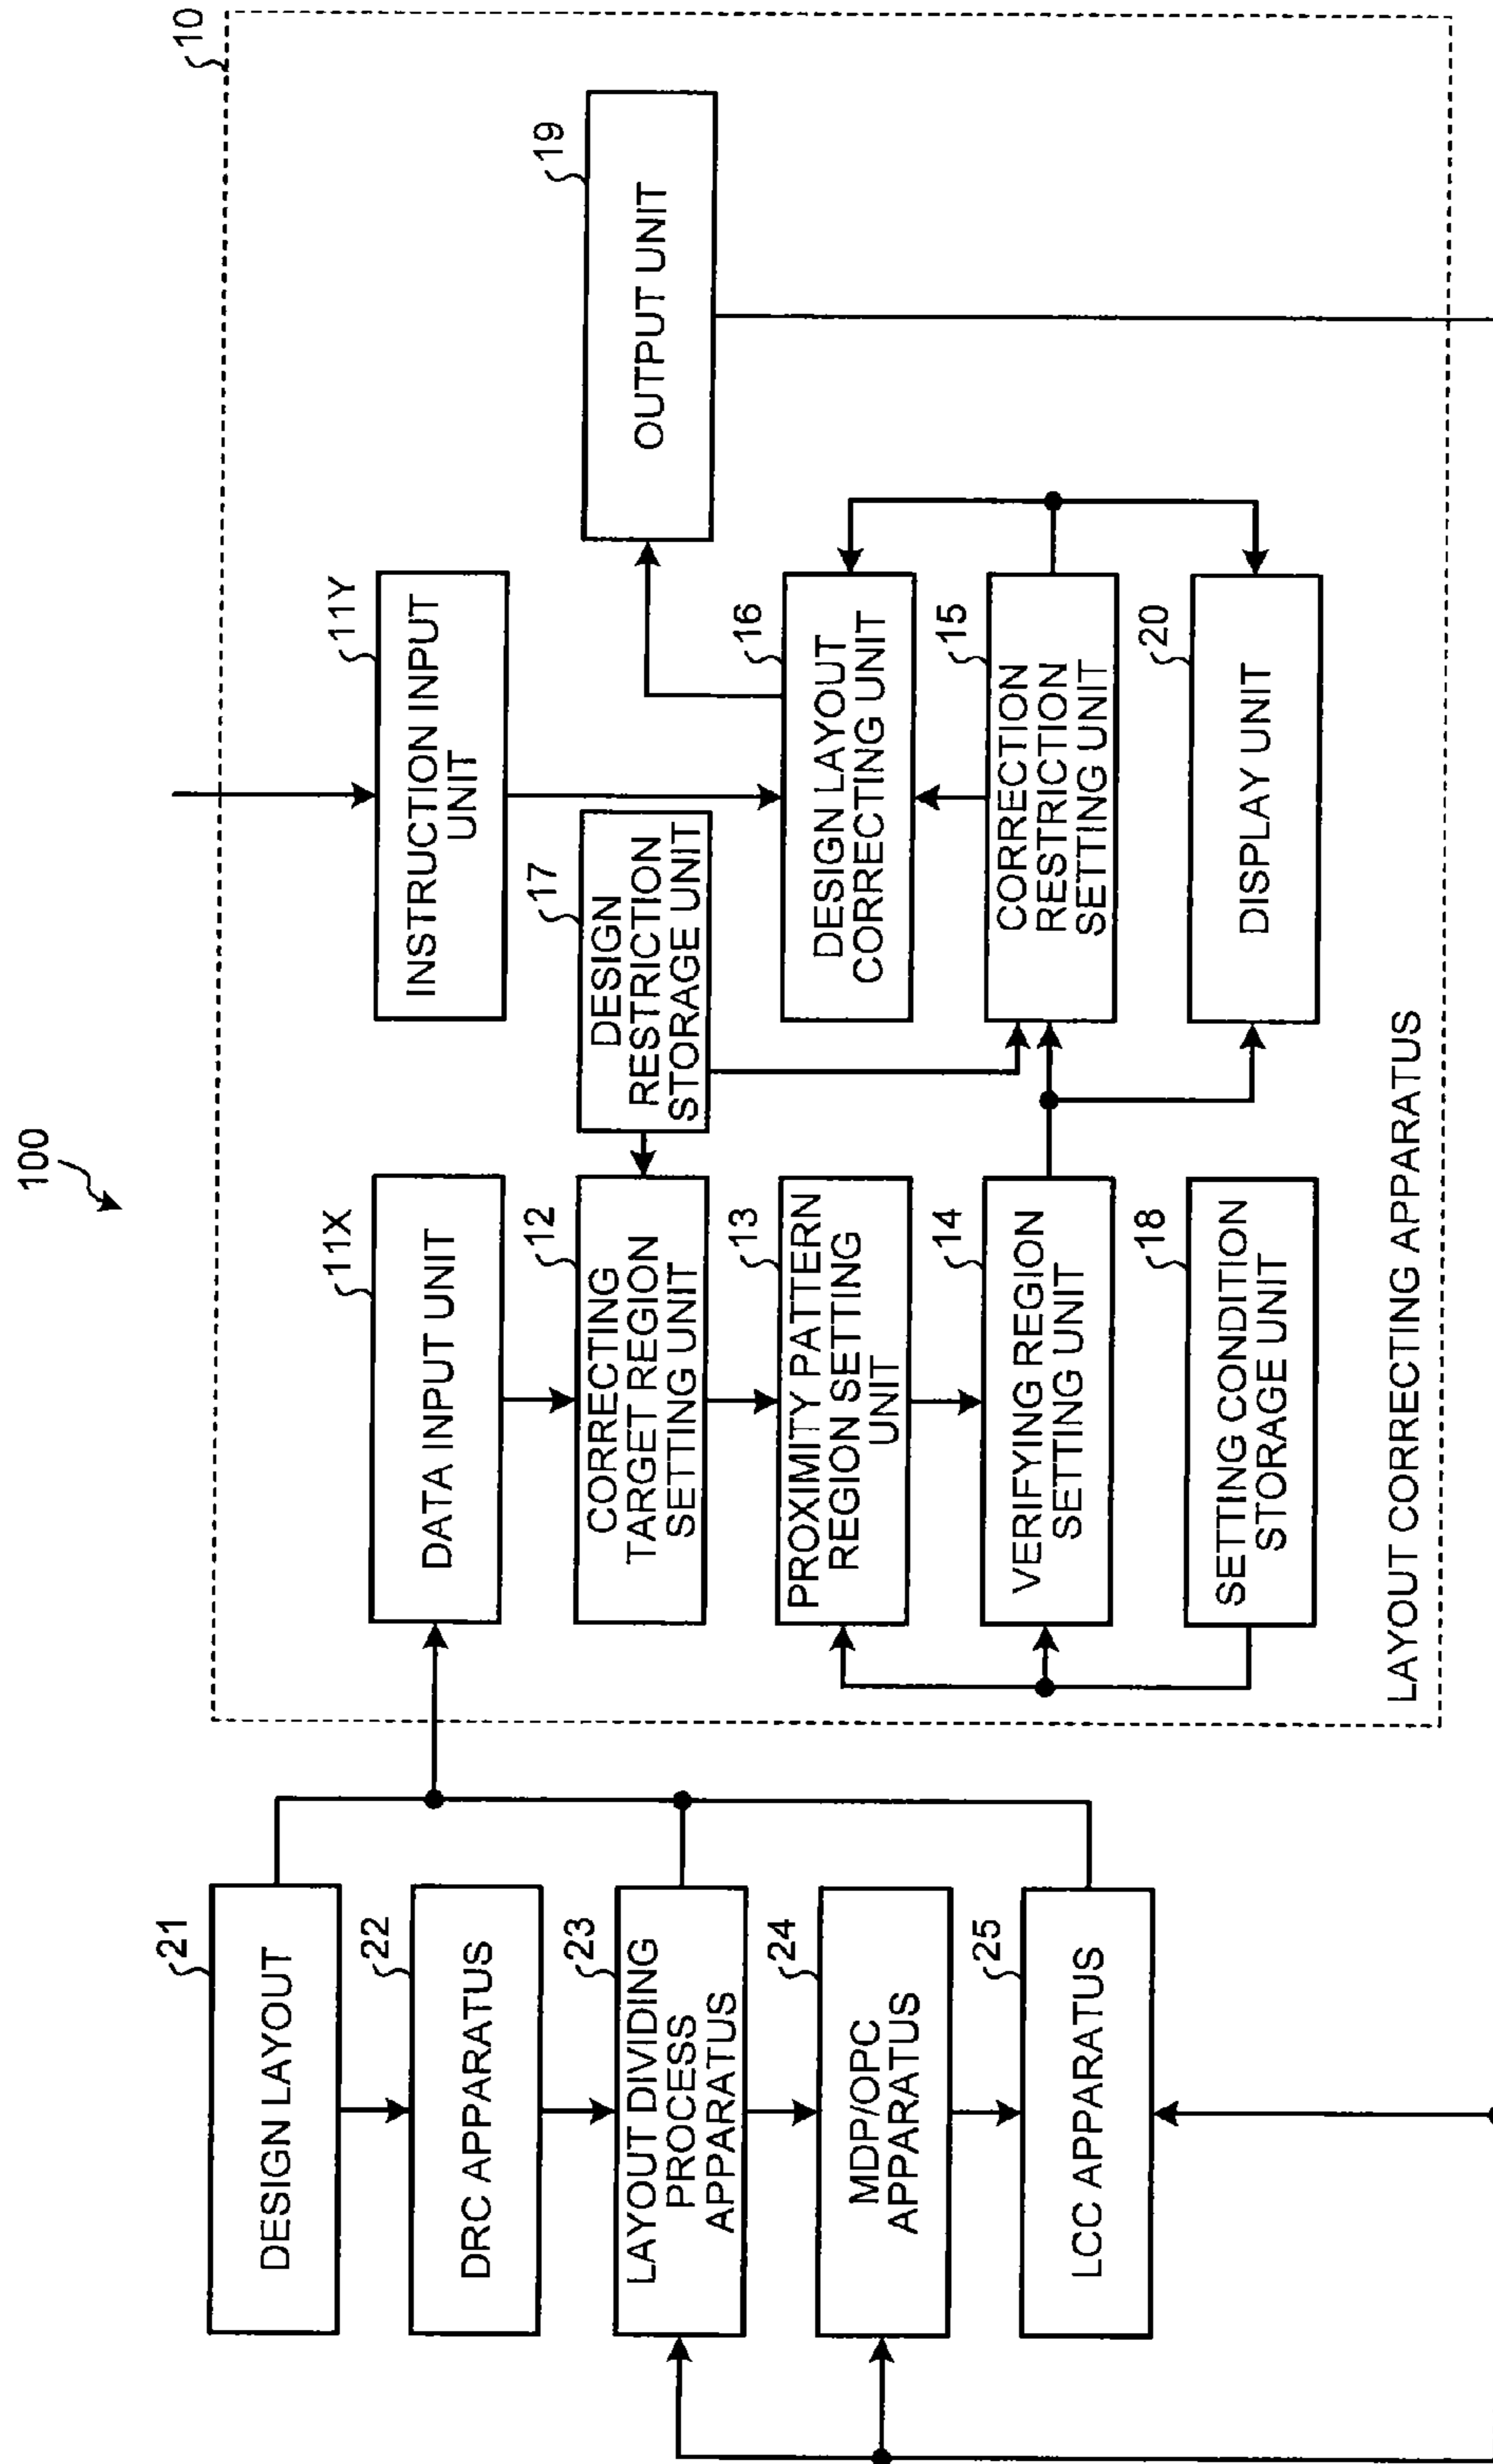 100
10
21
DESIGN LAYOUT
22
DRC APPARATUS
23
LAYOUT DIVIDING
PROCESS
APPARATUS
24
MDP/OPC
APPARATUS
25
LCC APPARATUS
11X
DATA INPUT UNIT
12
CORRECTING
TARGET REGION
SETTING UNIT
13
PROXIMITY PATTERN
REGION SETTING
UNIT
14
VERIFYING REGION
SETTING UNIT
18
SETTING CONDITION
STORAGE UNIT
11Y
INSTRUCTION INPUT
UNIT
17
DESIGN
RESTRICTION
STORAGE UNIT
16
DESIGN LAYOUT
CORRECTING UNIT
15
CORRECTION
RESTRICTION
SETTING UNIT
20
DISPLAY UNIT
19
OUTPUT UNIT
LAYOUT CORRECTING APPARATUS